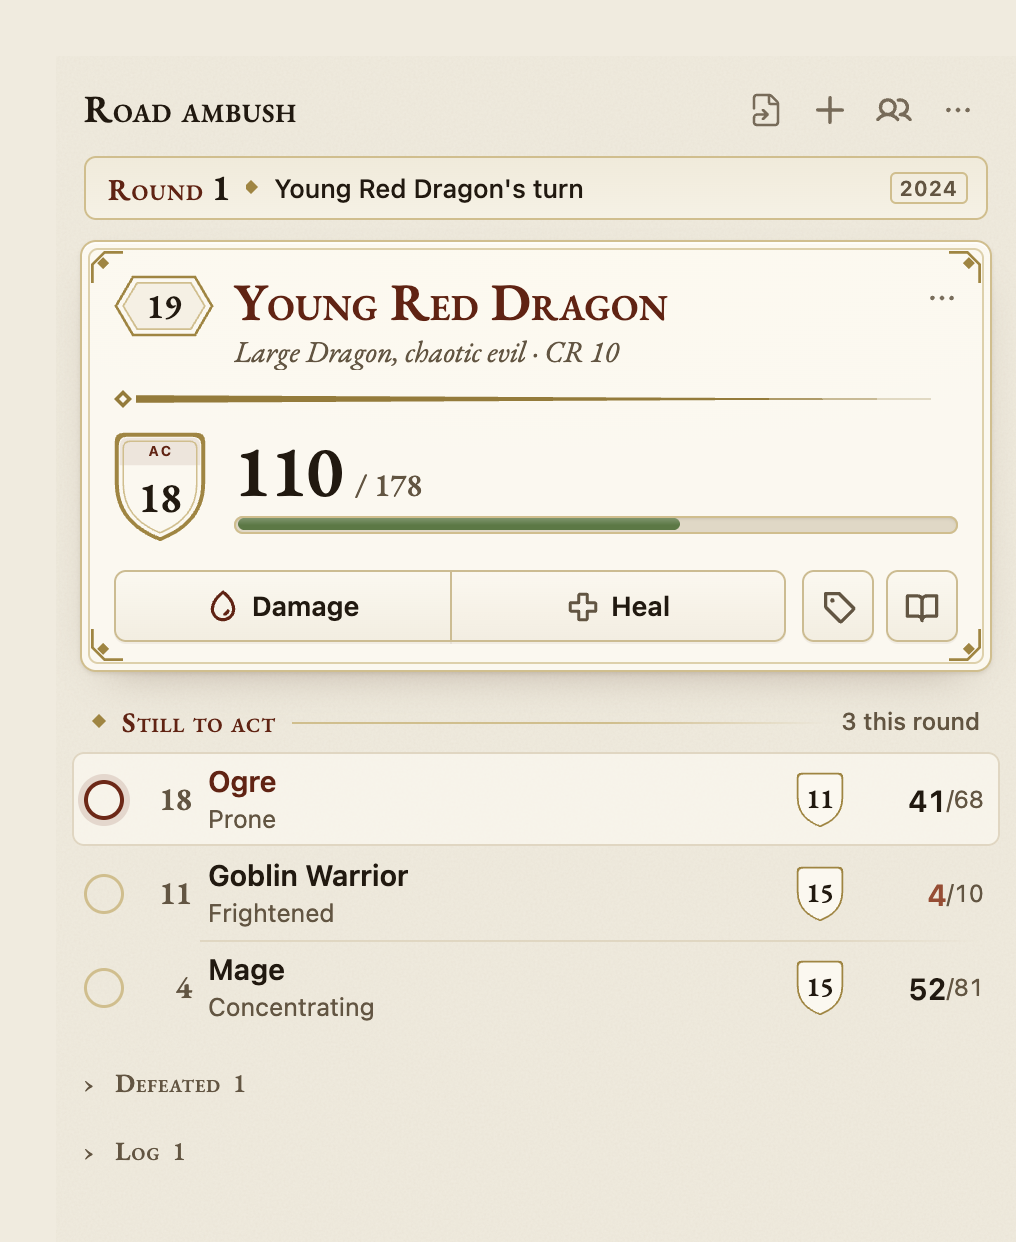 Road ambush
Round 1 ◆ Young Red Dragon's turn 2024
19 Young Red Dragon ...
Large Dragon, chaotic evil · CR 10
AC
18 110 / 178
Damage Heal
◆ Still to act 3 this round
18 Ogre 11 41/68
Prone
11 Goblin Warrior 15 4/10
Frightened
4 Mage 15 52/81
Concentrating
› Defeated 1
› Log 1